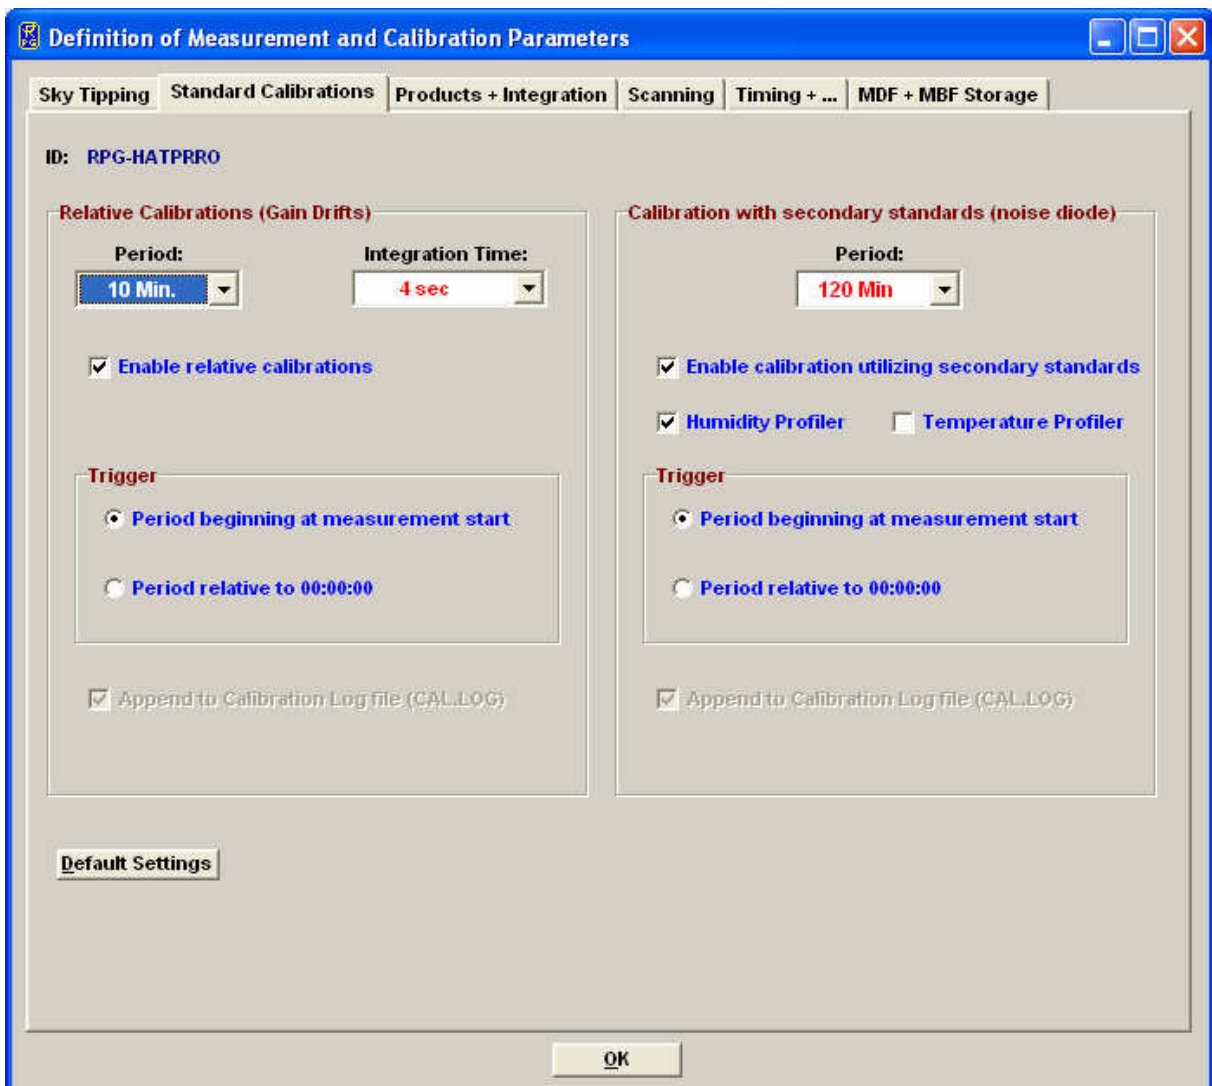 Definition of Measurement and Calibration Parameters
Sky Tipping Standard Calibrations Products + Integration Scanning Timing + ... MDF + MBF Storage
ID: RPG-HATPRRO
Relative Calibrations (Gain Drifts)
Period: Integration Time:
10 Min. 4 sec
Enable relative calibrations
Trigger
Period beginning at measurement start
Period relative to 00:00:00
Append to Calibration Log file (CAL.LOG)
Calibration with secondary standards (noise diode)
Period:
120 Min
Enable calibration utilizing secondary standards
Humidity Profiler Temperature Profiler
Trigger
Period beginning at measurement start
Period relative to 00:00:00
Append to Calibration Log file (CAL.LOG)
Default Settings
OK